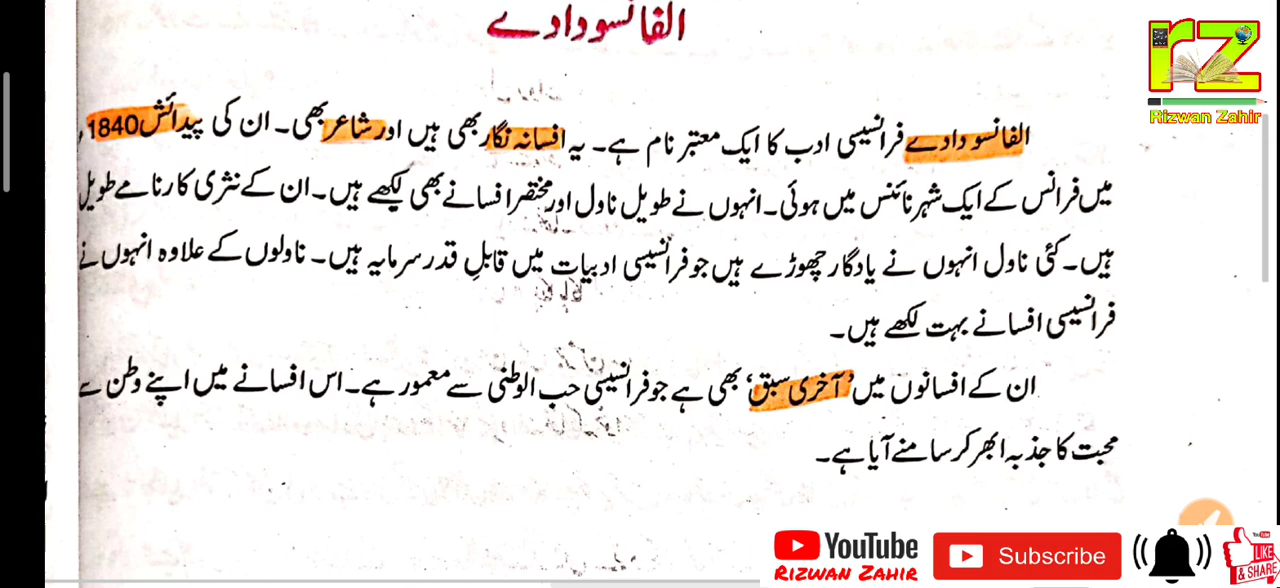 الفانسو دادے
الفانسو دادے فرانسیسی ادب کا ایک معتبر نام ہے۔ یہ افسانہ نگار بھی ہیں اور شاعر بھی۔ ان کی پیدائش 1840ء
میں فرانس کے ایک شہر نائنس میں ہوئی۔ انہوں نے طویل ناول اور مختصر افسانے بھی لکھے ہیں۔ ان کے نثری کارنامے طویل
ہیں۔ کئی ناول انہوں نے یادگار چھوڑے ہیں جو فرانسیسی ادبیات میں قابلِ قدر سرمایہ ہیں۔ ناولوں کے علاوہ انہوں نے
فرانسیسی افسانے بہت لکھے ہیں۔
ان کے افسانوں میں 'آخری سبق' بھی ہے جو فرانسیسی حب الوطنی سے معمور ہے۔ اس افسانے میں اپنے وطن سے
محبت کا جذبہ ابھر کر سامنے آیا ہے۔
rz
Rizwan Zahir
YouTube
RIZWAN ZAHIR
Subscribe
YouTube
LIKE
& SHARE